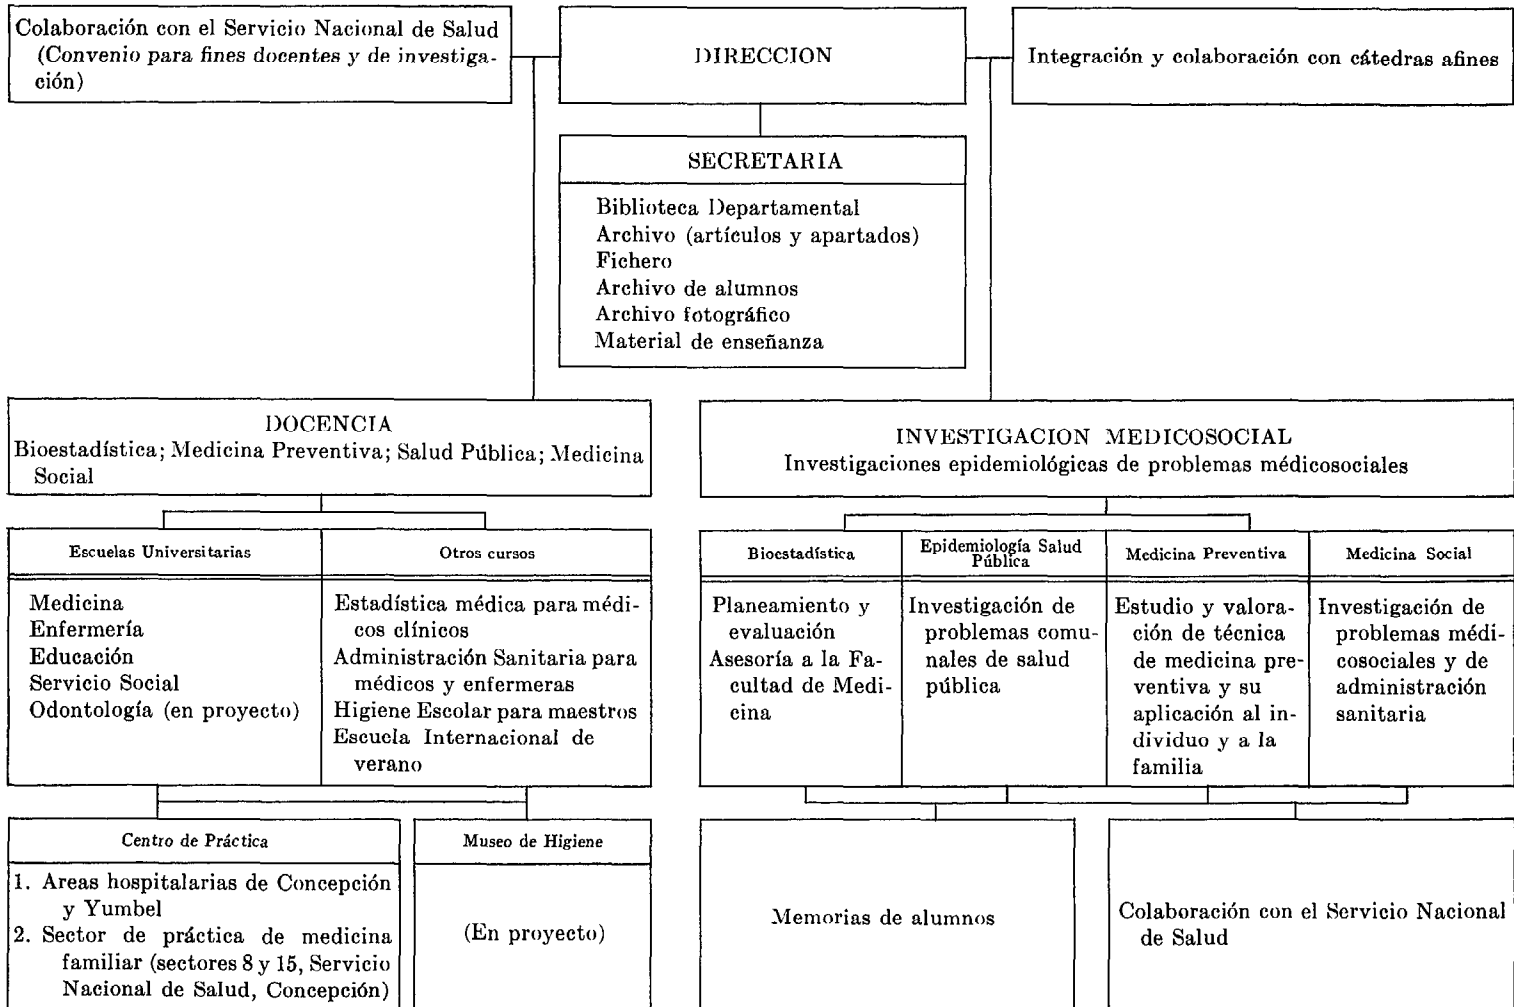 Colaboración con el Servicio Nacional de Salud
(Convenio para fines docentes y de investiga-
ción)
DIRECCION
Integración y colaboración con cátedras afines
SECRETARIA
Biblioteca Departamental
Archivo (artículos y apartados)
Fichero
Archivo de alumnos
Archivo fotográfico
Material de enseñanza
DOCENCIA
Bioestadística; Medicina Preventiva; Salud Pública; Medicina
Social
INVESTIGACION MEDICOSOCIAL
Investigaciones epidemiológicas de problemas médicosociales
Escuelas Universitarias
Medicina
Enfermería
Educación
Servicio Social
Odontología (en proyecto)
Otros cursos
Estadística médica para médi-
cos clínicos
Administración Sanitaria para
médicos y enfermeras
Higiene Escolar para maestros
Escuela Internacional de
verano
Bioestadística
Planeamiento y
evaluación
Asesoría a la Fa-
cultad de Medi-
cina
Epidemiología Salud
Pública
Investigación de
problemas comu-
nales de salud
pública
Medicina Preventiva
Estudio y valora-
ción de técnica
de medicina pre-
ventiva y su
aplicación al in-
dividuo y a la
familia
Medicina Social
Investigación de
problemas médi-
cosociales y de
administración
sanitaria
Centro de Práctica
1. Areas hospitalarias de Concepción
y Yumbel
2. Sector de práctica de medicina
familiar (sectores 8 y 15, Servicio
Nacional de Salud, Concepción)
Museo de Higiene
(En proyecto)
Memorias de alumnos
Colaboración con el Servicio Nacional
de Salud